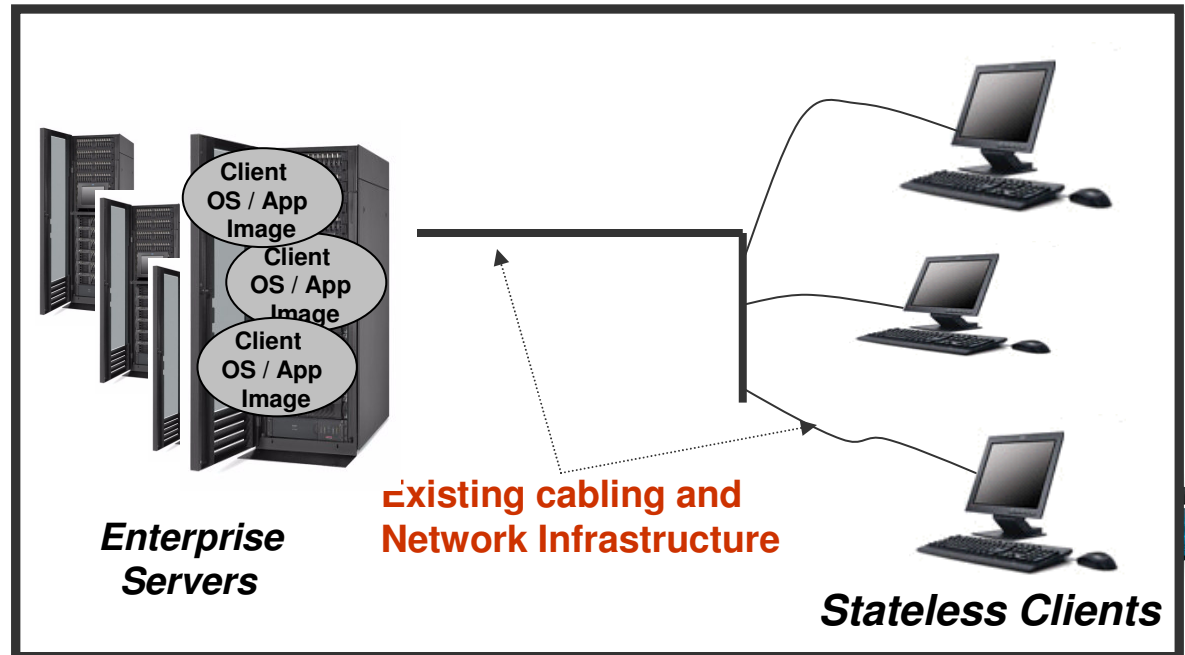 Client
OS / App
Image
Client
OS / App
Image
Client
OS / App
Image
Existing cabling and
Network Infrastructure
Enterprise
Servers
Stateless Clients